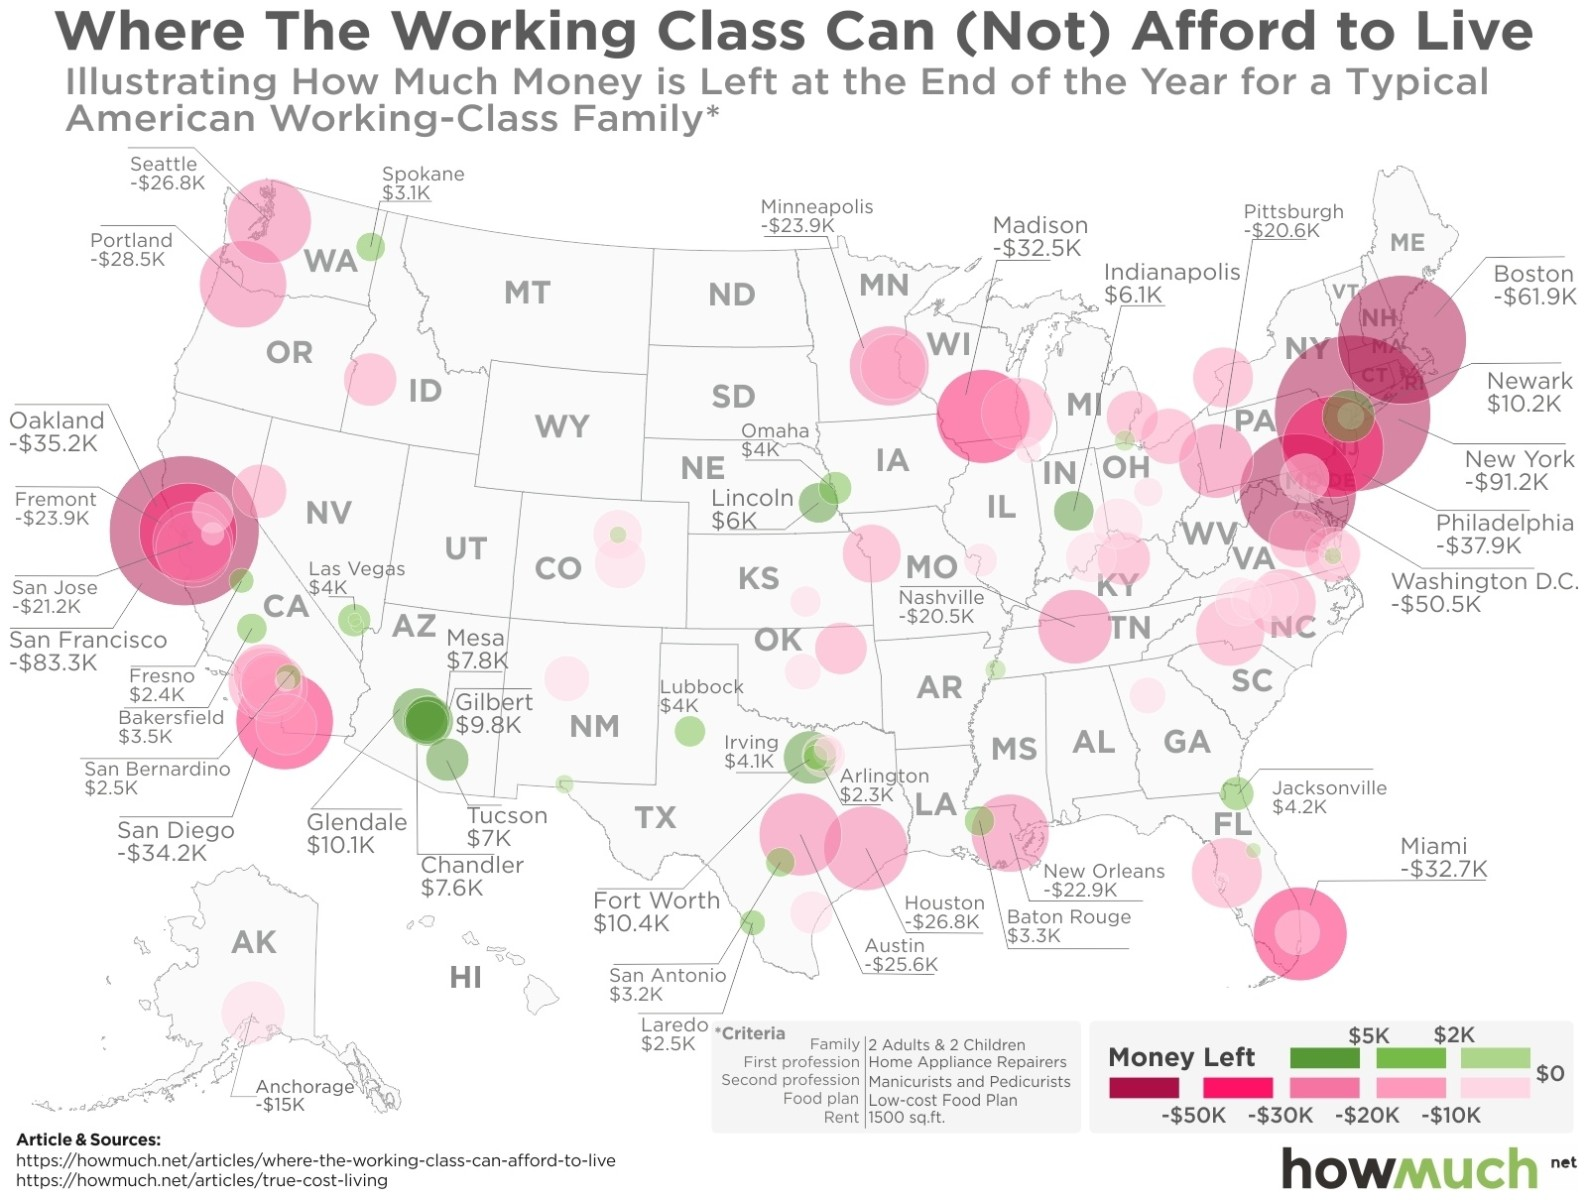 Where The Working Class Can (Not) Afford to Live
Illustrating How Much Money is Left at the End of the Year for a Typical
American Working-Class Family*
Seattle
-$26.8K
Spokane
$3.1K
Portland
-$28.5K
Minneapolis
-$23.9K
Madison
-$32.5K
Indianapolis
$6.1K
Pittsburgh
-$20.6K
Boston
-$61.9K
Newark
$10.2K
New York
-$91.2K
Philadelphia
-$37.9K
Washington D.C.
-$50.5K
Oakland
-$35.2K
Fremont
-$23.9K
San Jose
-$21.2K
San Francisco
-$83.3K
Fresno
$2.4K
Bakersfield
$3.5K
San Bernardino
$2.5K
San Diego
-$34.2K
Las Vegas
$4K
Omaha
$4K
Lincoln
$6K
Nashville
-$20.5K
Mesa
$7.8K
Gilbert
$9.8K
Glendale
$10.1K
Tucson
$7K
Chandler
$7.6K
Lubbock
$4K
Irving
$4.1K
Arlington
$2.3K
Fort Worth
$10.4K
San Antonio
$3.2K
Laredo
$2.5K
Austin
-$25.6K
Houston
-$26.8K
New Orleans
-$22.9K
Baton Rouge
$3.3K
Jacksonville
$4.2K
Miami
-$32.7K
Anchorage
-$15K
WA
OR
ID
MT
ND
MN
WI
MI
ME
VT
NH
MA
CT
RI
NY
PA
NJ
MD
DE
SD
WY
NE
IA
IL
IN
OH
WV
VA
NV
UT
CO
KS
MO
KY
CA
AZ
NM
OK
AR
TN
NC
SC
TX
LA
MS
AL
GA
FL
AK
HI
*Criteria
Family 2 Adults & 2 Children
First profession Home Appliance Repairers
Second profession Manicurists and Pedicurists
Food plan Low-cost Food Plan
Rent 1500 sq.ft.
Money Left
$5K $2K
$0
-$50K -$30K -$20K -$10K
Article & Sources:
https://howmuch.net/articles/where-the-working-class-can-afford-to-live
https://howmuch.net/articles/true-cost-living
howmuch net